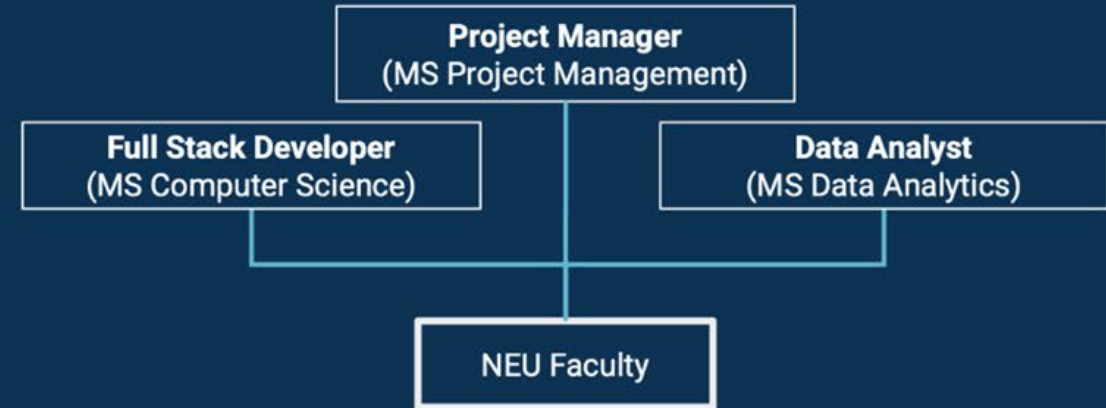 Project Manager
(MS Project Management)
Full Stack Developer
(MS Computer Science)
Data Analyst
(MS Data Analytics)
NEU Faculty